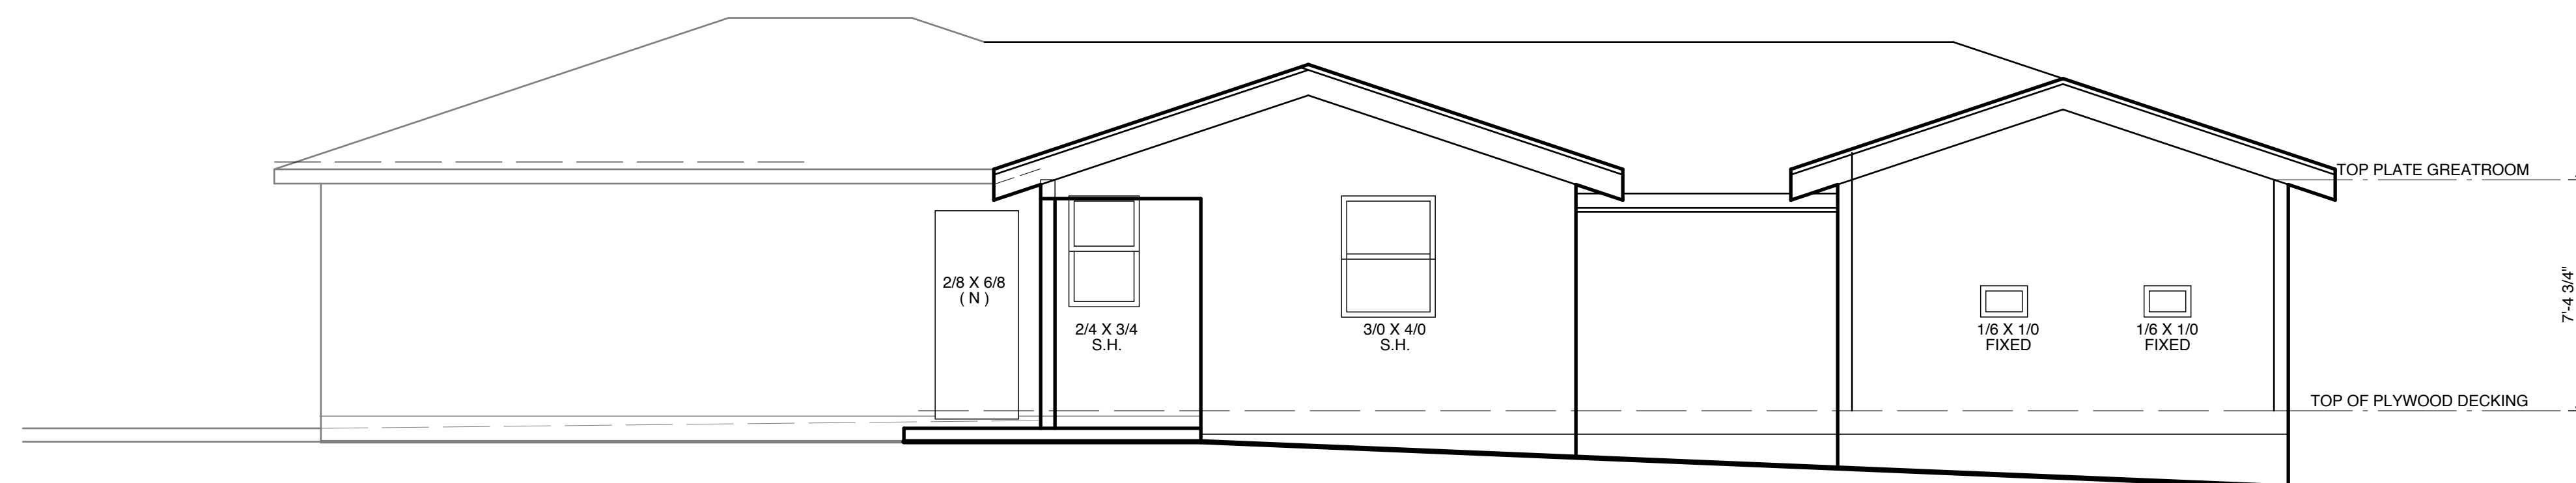 TOP PLATE GREATROOM
2/8 X 6/8
( N )
7'-4 3/4"
2/4 X 3/4
S.H.
3/0 X 4/0
S.H.
1/6 X 1/0
FIXED
1/6 X 1/0
FIXED
TOP OF PLYWOOD DECKING